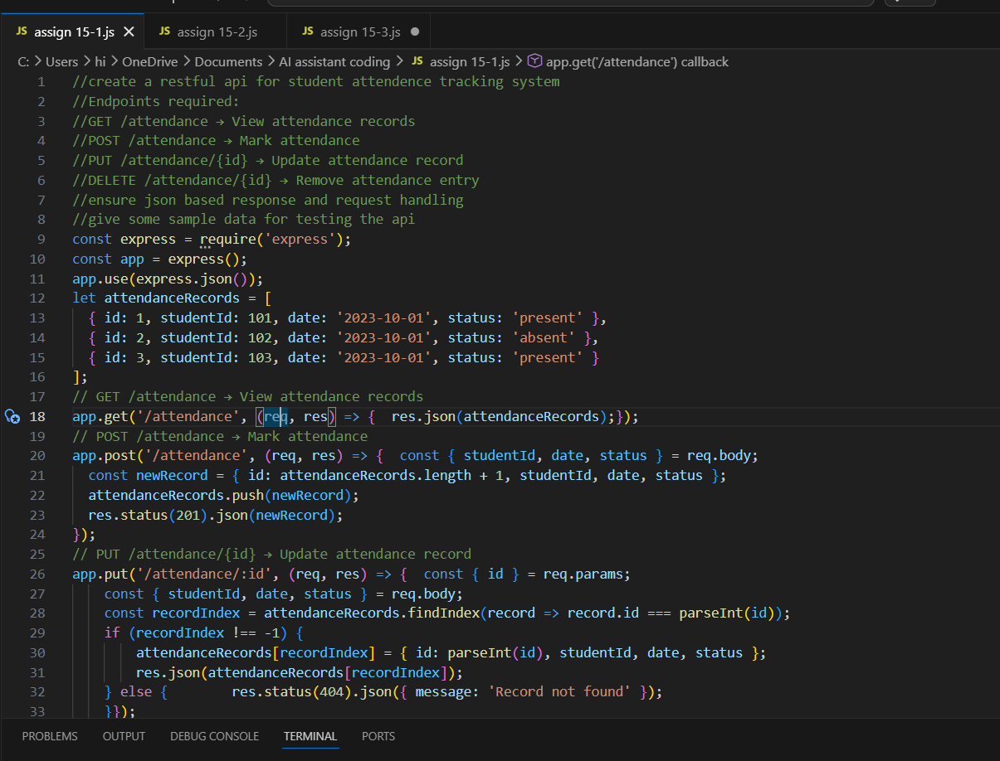 JS assign 15-1.js
JS assign 15-2.js
JS assign 15-3.js
C: > Users > hi > OneDrive > Documents > AI assistant coding > JS assign 15-1.js > app.get('/attendance') callback
1 //create a restful api for student attendence tracking system
2 //Endpoints required:
3 //GET /attendance → View attendance records
4 //POST /attendance → Mark attendance
5 //PUT /attendance/{id} → Update attendance record
6 //DELETE /attendance/{id} → Remove attendance entry
7 //ensure json based response and request handling
8 //give some sample data for testing the api
9 const express = require('express');
10 const app = express();
11 app.use(express.json());
12 let attendanceRecords = [
13   { id: 1, studentId: 101, date: '2023-10-01', status: 'present' },
14   { id: 2, studentId: 102, date: '2023-10-01', status: 'absent' },
15   { id: 3, studentId: 103, date: '2023-10-01', status: 'present' }
16 ];
17 // GET /attendance → View attendance records
18 app.get('/attendance', (req, res) => {  res.json(attendanceRecords);});
19 // POST /attendance → Mark attendance
20 app.post('/attendance', (req, res) => {  const { studentId, date, status } = req.body;
21   const newRecord = { id: attendanceRecords.length + 1, studentId, date, status };
22   attendanceRecords.push(newRecord);
23   res.status(201).json(newRecord);
24 });
25 // PUT /attendance/{id} → Update attendance record
26 app.put('/attendance/:id', (req, res) => {  const { id } = req.params;
27     const { studentId, date, status } = req.body;
28     const recordIndex = attendanceRecords.findIndex(record => record.id === parseInt(id));
29     if (recordIndex !== -1) {
30         attendanceRecords[recordIndex] = { id: parseInt(id), studentId, date, status };
31         res.json(attendanceRecords[recordIndex]);
32     } else {        res.status(404).json({ message: 'Record not found' });
33     }});
PROBLEMS OUTPUT DEBUG CONSOLE TERMINAL PORTS